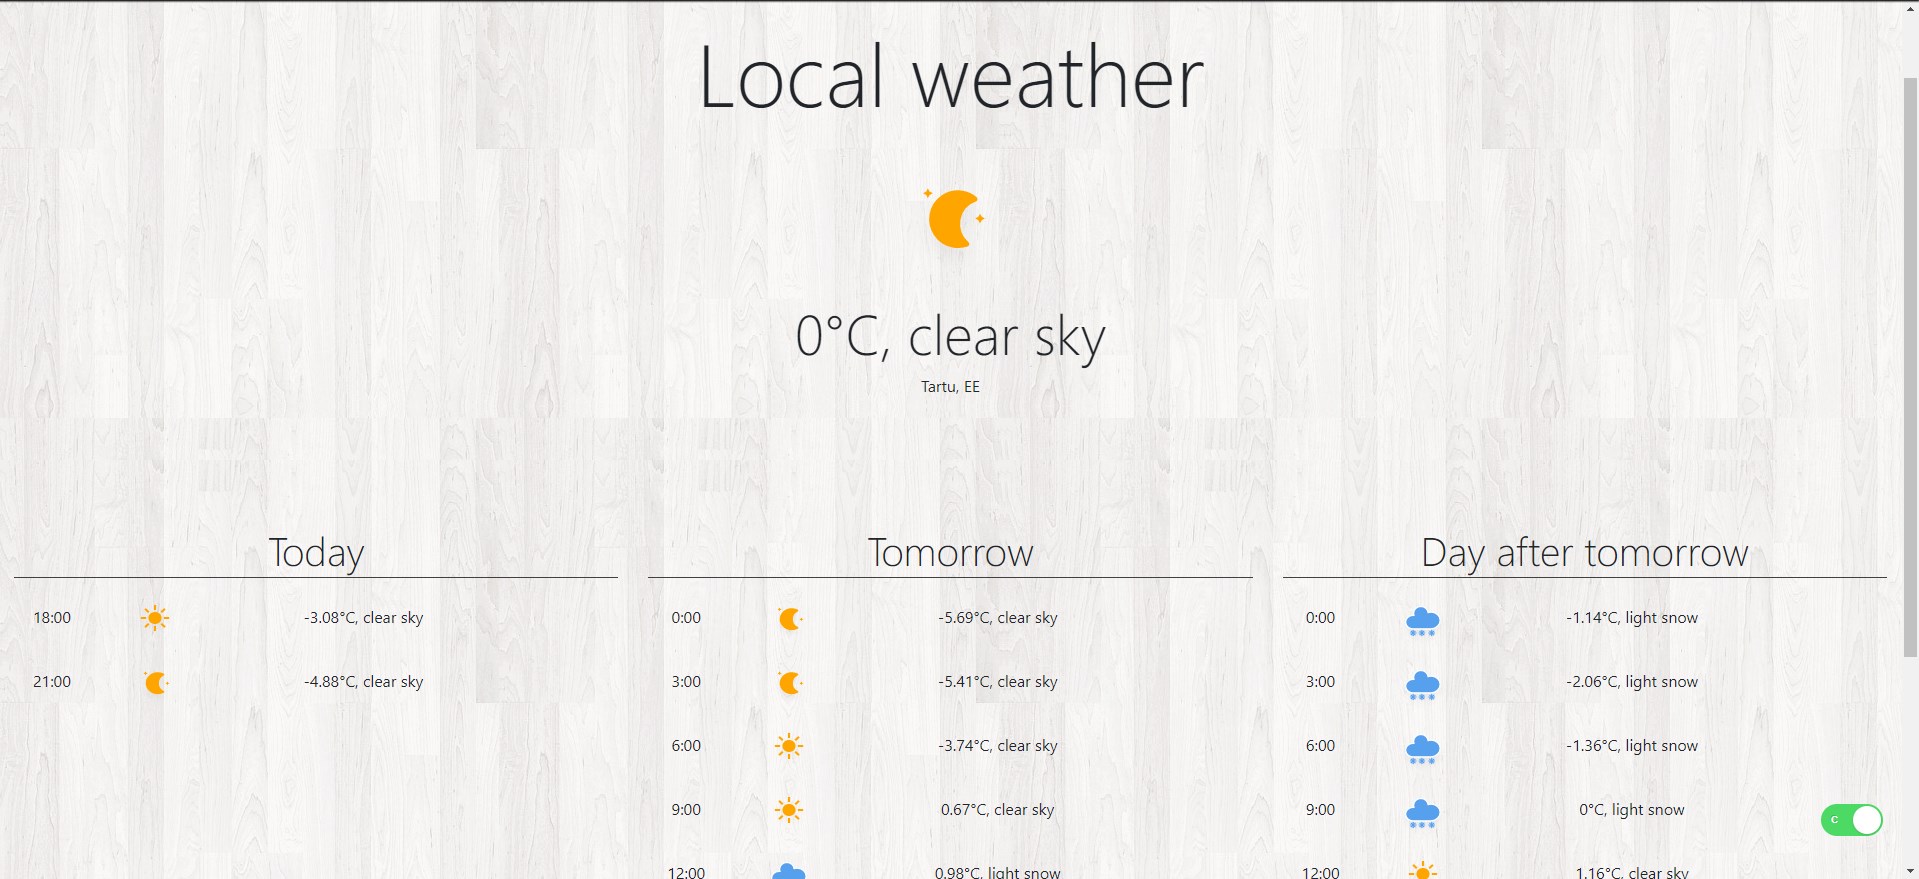 Local weather
0°C, clear sky
Tartu, EE
Today
18:00 -3.08°C, clear sky
21:00 -4.88°C, clear sky
Tomorrow
0:00 -5.69°C, clear sky
3:00 -5.41°C, clear sky
6:00 -3.74°C, clear sky
9:00 0.67°C, clear sky
12:00 0.98°C, light snow
Day after tomorrow
0:00 -1.14°C, light snow
3:00 -2.06°C, light snow
6:00 -1.36°C, light snow
9:00 0°C, light snow
12:00 1.16°C, clear sky
C